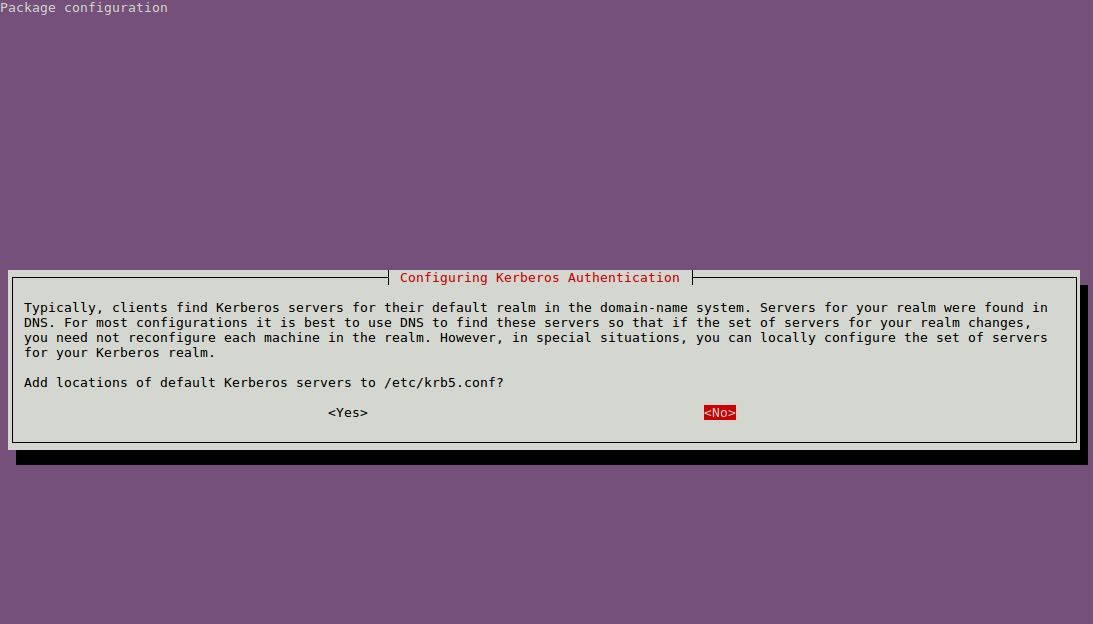 Package configuration
Configuring Kerberos Authentication
Typically, clients find Kerberos servers for their default realm in the domain-name system. Servers for your realm were found in
DNS. For most configurations it is best to use DNS to find these servers so that if the set of servers for your realm changes,
you need not reconfigure each machine in the realm. However, in special situations, you can locally configure the set of servers
for your Kerberos realm.
Add locations of default Kerberos servers to /etc/krb5.conf?
<Yes> <No>